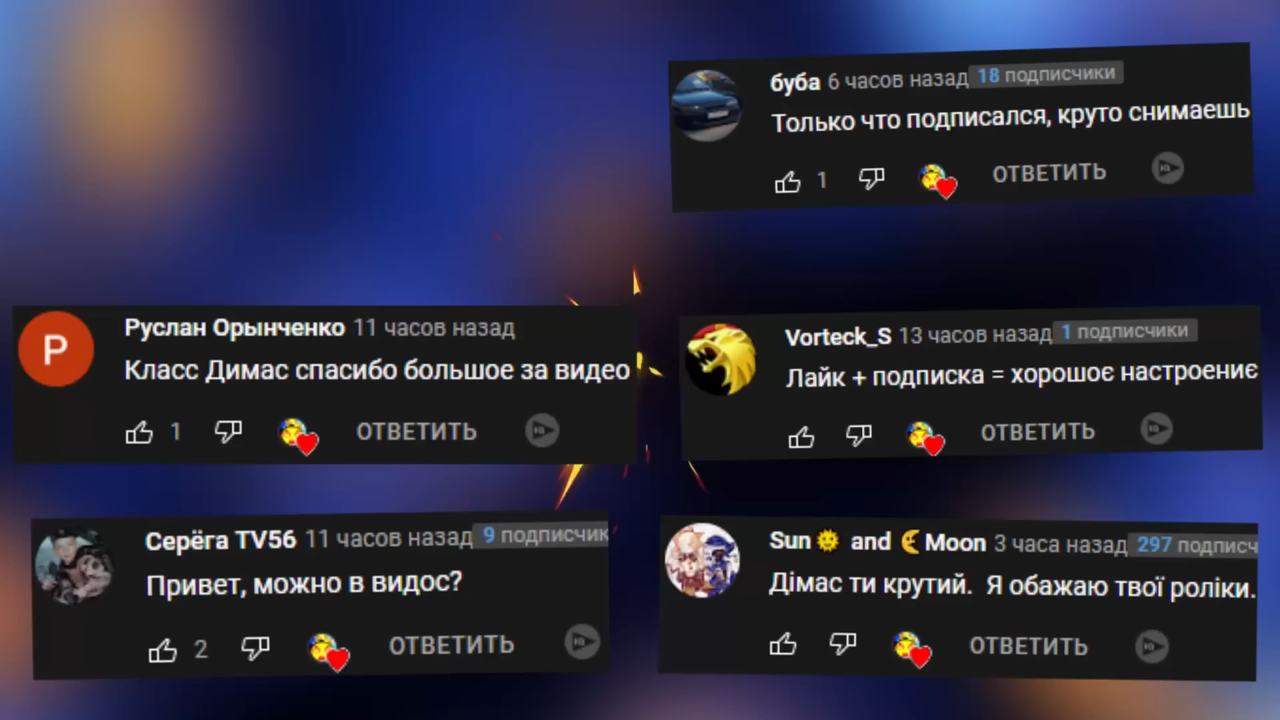 буба 6 часов назад 18 подписчики
Только что подписался, круто снимаешь
1 ОТВЕТИТЬ
Р
Руслан Орынченко 11 часов назад
Класс Димас спасибо большое за видео
1 ОТВЕТИТЬ
Vorteck_S 13 часов назад 1 подписчики
Лайк + подписка = хорошоє настроениє
ОТВЕТИТЬ
Серёга TV56 11 часов назад 9 подписчик
Привет, можно в видос?
2 ОТВЕТИТЬ
Sun🌞 and 🌜Moon 3 часа назад 297 подписч
Дімас ти крутий. Я обажаю твої роліки.
ОТВЕТИТЬ